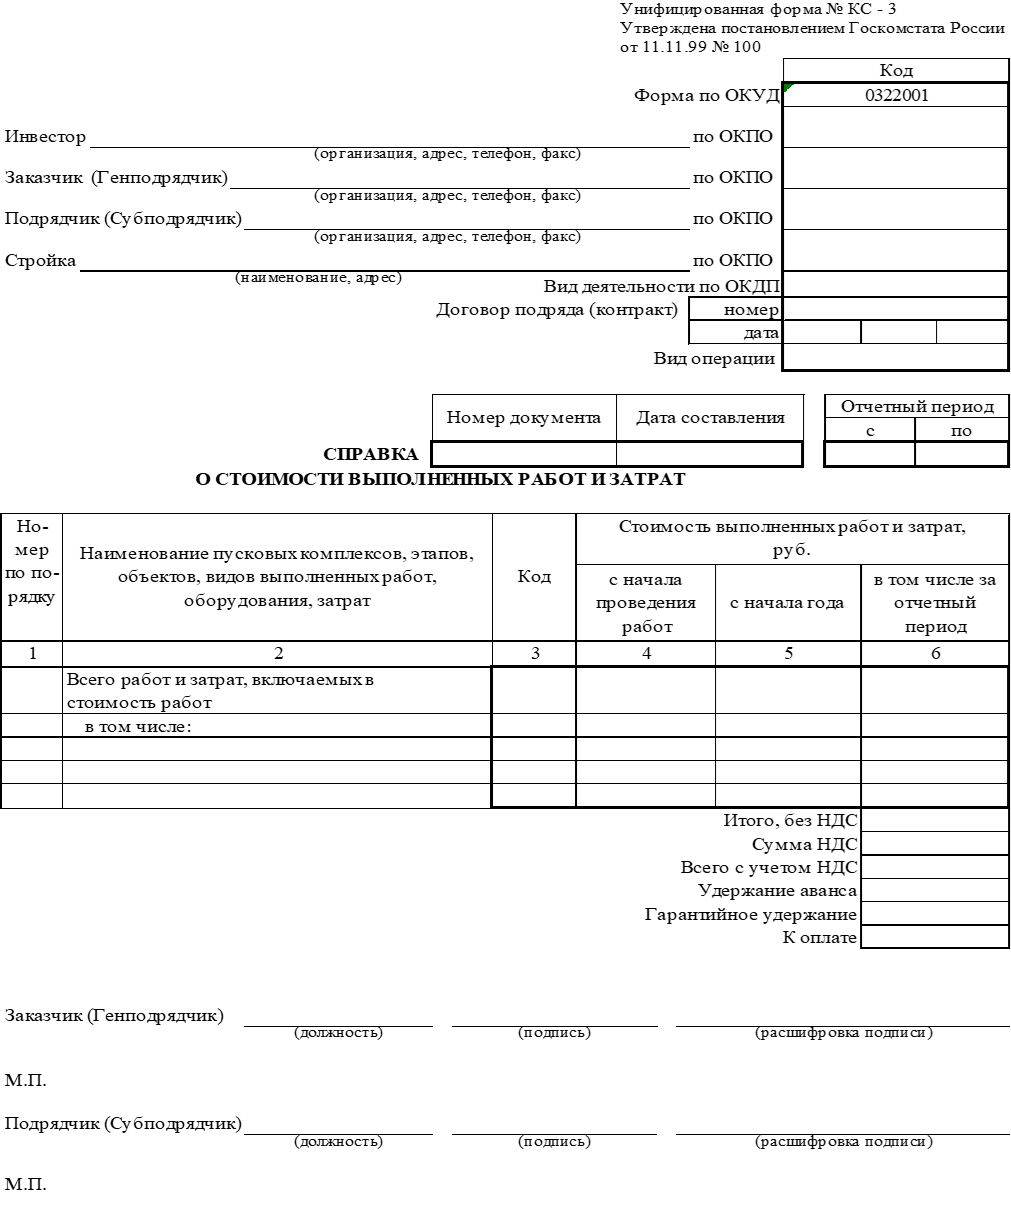 Унифицированная форма № КС - 3
Утверждена постановлением Госкомстата России
от 11.11.99 № 100
Код
Форма по ОКУД 0322001
Инвестор по ОКПО
(организация, адрес, телефон, факс)
Заказчик (Генподрядчик) по ОКПО
(организация, адрес, телефон, факс)
Подрядчик (Субподрядчик) по ОКПО
(организация, адрес, телефон, факс)
Стройка по ОКПО
(наименование, адрес)
Вид деятельности по ОКДП
Договор подряда (контракт) номер
дата
Вид операции
Номер документа Дата составления Отчетный период
с по
СПРАВКА
О СТОИМОСТИ ВЫПОЛНЕННЫХ РАБОТ И ЗАТРАТ
Но-
мер
по по-
рядку
Наименование пусковых комплексов, этапов,
объектов, видов выполненных работ,
оборудования, затрат
Код
Стоимость выполненных работ и затрат,
руб.
с начала
проведения
работ
с начала года
в том числе за
отчетный
период
1 2 3 4 5 6
Всего работ и затрат, включаемых в
стоимость работ
в том числе:
Итого, без НДС
Сумма НДС
Всего с учетом НДС
Удержание аванса
Гарантийное удержание
К оплате
Заказчик (Генподрядчик)
(должность) (подпись) (расшифровка подписи)
М.П.
Подрядчик (Субподрядчик)
(должность) (подпись) (расшифровка подписи)
М.П.